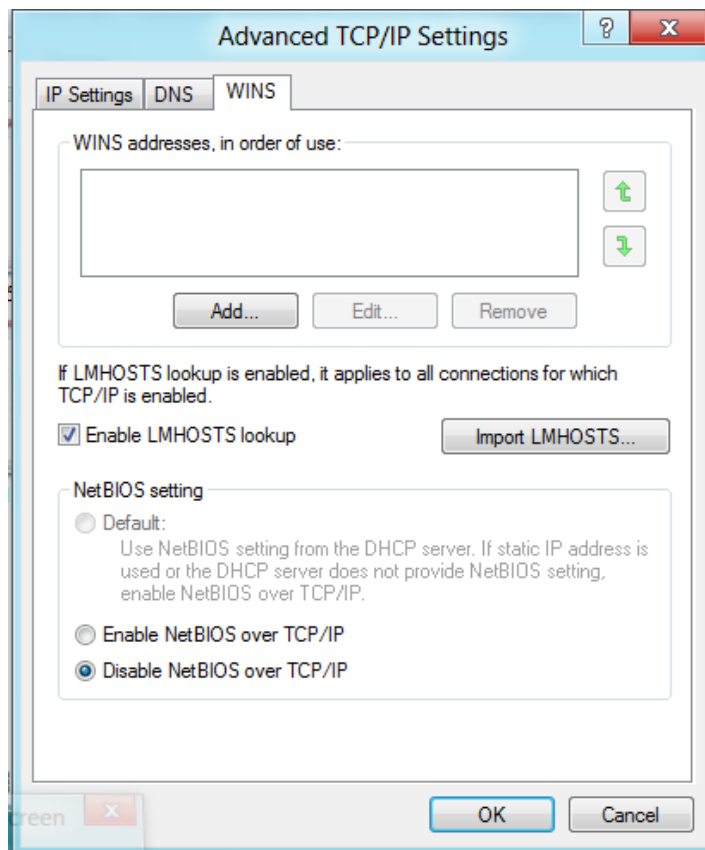 Advanced TCP/IP Settings
?
x
IP Settings
DNS
WINS
WINS addresses, in order of use:
Add...
Edit...
Remove
If LMHOSTS lookup is enabled, it applies to all connections for which
TCP/IP is enabled.
Enable LMHOSTS lookup
Import LMHOSTS...
NetBIOS setting
Default:
Use NetBIOS setting from the DHCP server. If static IP address is
used or the DHCP server does not provide NetBIOS setting,
enable NetBIOS over TCP/IP.
Enable NetBIOS over TCP/IP
Disable NetBIOS over TCP/IP
reen
x
OK
Cancel